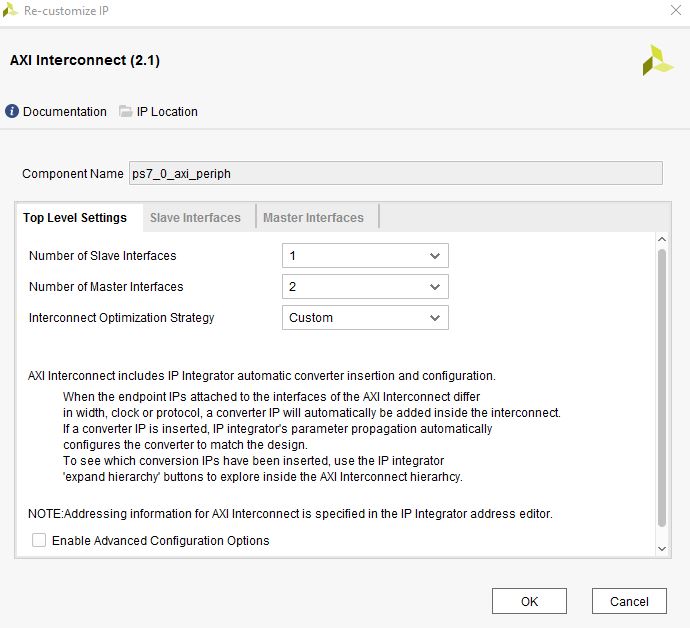 Re-customize IP
AXI Interconnect (2.1)
Documentation IP Location
Component Name ps7_0_axi_periph
Top Level Settings Slave Interfaces Master Interfaces
Number of Slave Interfaces 1
Number of Master Interfaces 2
Interconnect Optimization Strategy Custom
AXI Interconnect includes IP Integrator automatic converter insertion and configuration.
When the endpoint IPs attached to the interfaces of the AXI Interconnect differ
in width, clock or protocol, a converter IP will automatically be added inside the interconnect.
If a converter IP is inserted, IP integrator's parameter propagation automatically
configures the converter to match the design.
To see which conversion IPs have been inserted, use the IP integrator
'expand hierarchy' buttons to explore inside the AXI Interconnect hierarhcy.
NOTE:Addressing information for AXI Interconnect is specified in the IP Integrator address editor.
Enable Advanced Configuration Options
OK Cancel